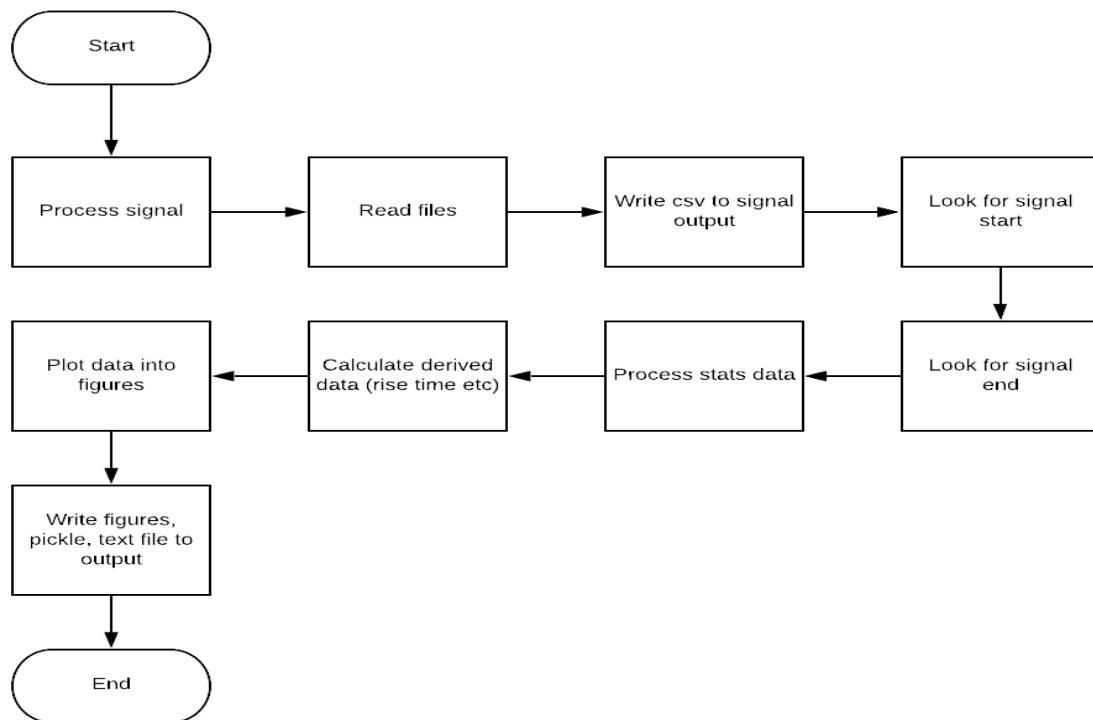 Start
Process signal
Read files
Write csv to signal
output
Look for signal
start
Look for signal
end
Process stats data
Calculate derived
data (rise time etc)
Plot data into
figures
Write figures,
pickle, text file to
output
End